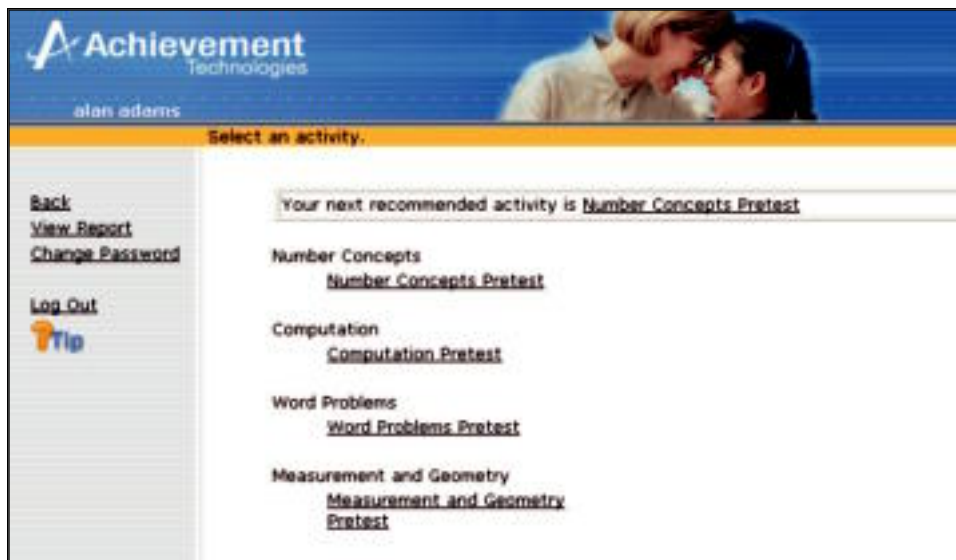 Achievement
Technologies
alan adams
Select an activity.
Back
View Report
Change Password
Log Out
Tip
Your next recommended activity is Number Concepts Pretest
Number Concepts
Number Concepts Pretest
Computation
Computation Pretest
Word Problems
Word Problems Pretest
Measurement and Geometry
Measurement and Geometry
Pretest